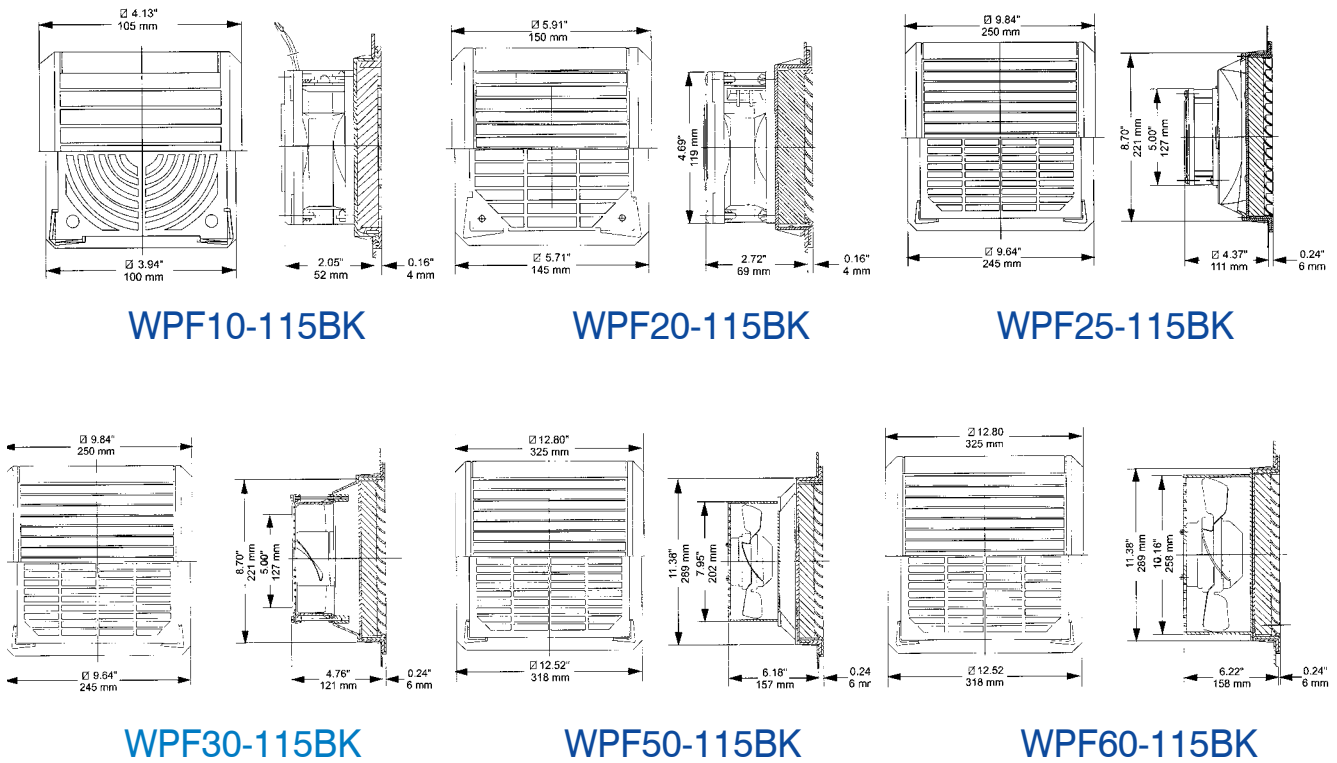 ⍁ 4.13"
105 mm
⍁ 3.94"
100 mm
2.05"
52 mm
0.16"
4 mm
WPF10-115BK
⍁ 5.91"
150 mm
4.69"
119 mm
⍁ 5.71"
145 mm
2.72"
69 mm
0.16"
4 mm
WPF20-115BK
⍁ 9.84"
250 mm
8.70"
221 mm
5.00"
127 mm
⍁ 9.64"
245 mm
⍁ 4.37"
111 mm
0.24"
6 mm
WPF25-115BK
⍁ 9.84"
250 mm
8.70"
221 mm
5.00"
127 mm
⍁ 9.64"
245 mm
4.76"
121 mm
0.24"
6 mm
WPF30-115BK
⍁ 12.80"
325 mm
11.38"
289 mm
7.95"
202 mm
⍁ 12.52"
318 mm
6.18"
157 mm
0.24
6 mr
WPF50-115BK
⍁ 12.80
325 mm
11.38"
289 mm
10.16"
258 mm
⍁ 12.52
318 mm
6.22"
158 mm
0.24"
6 mm
WPF60-115BK